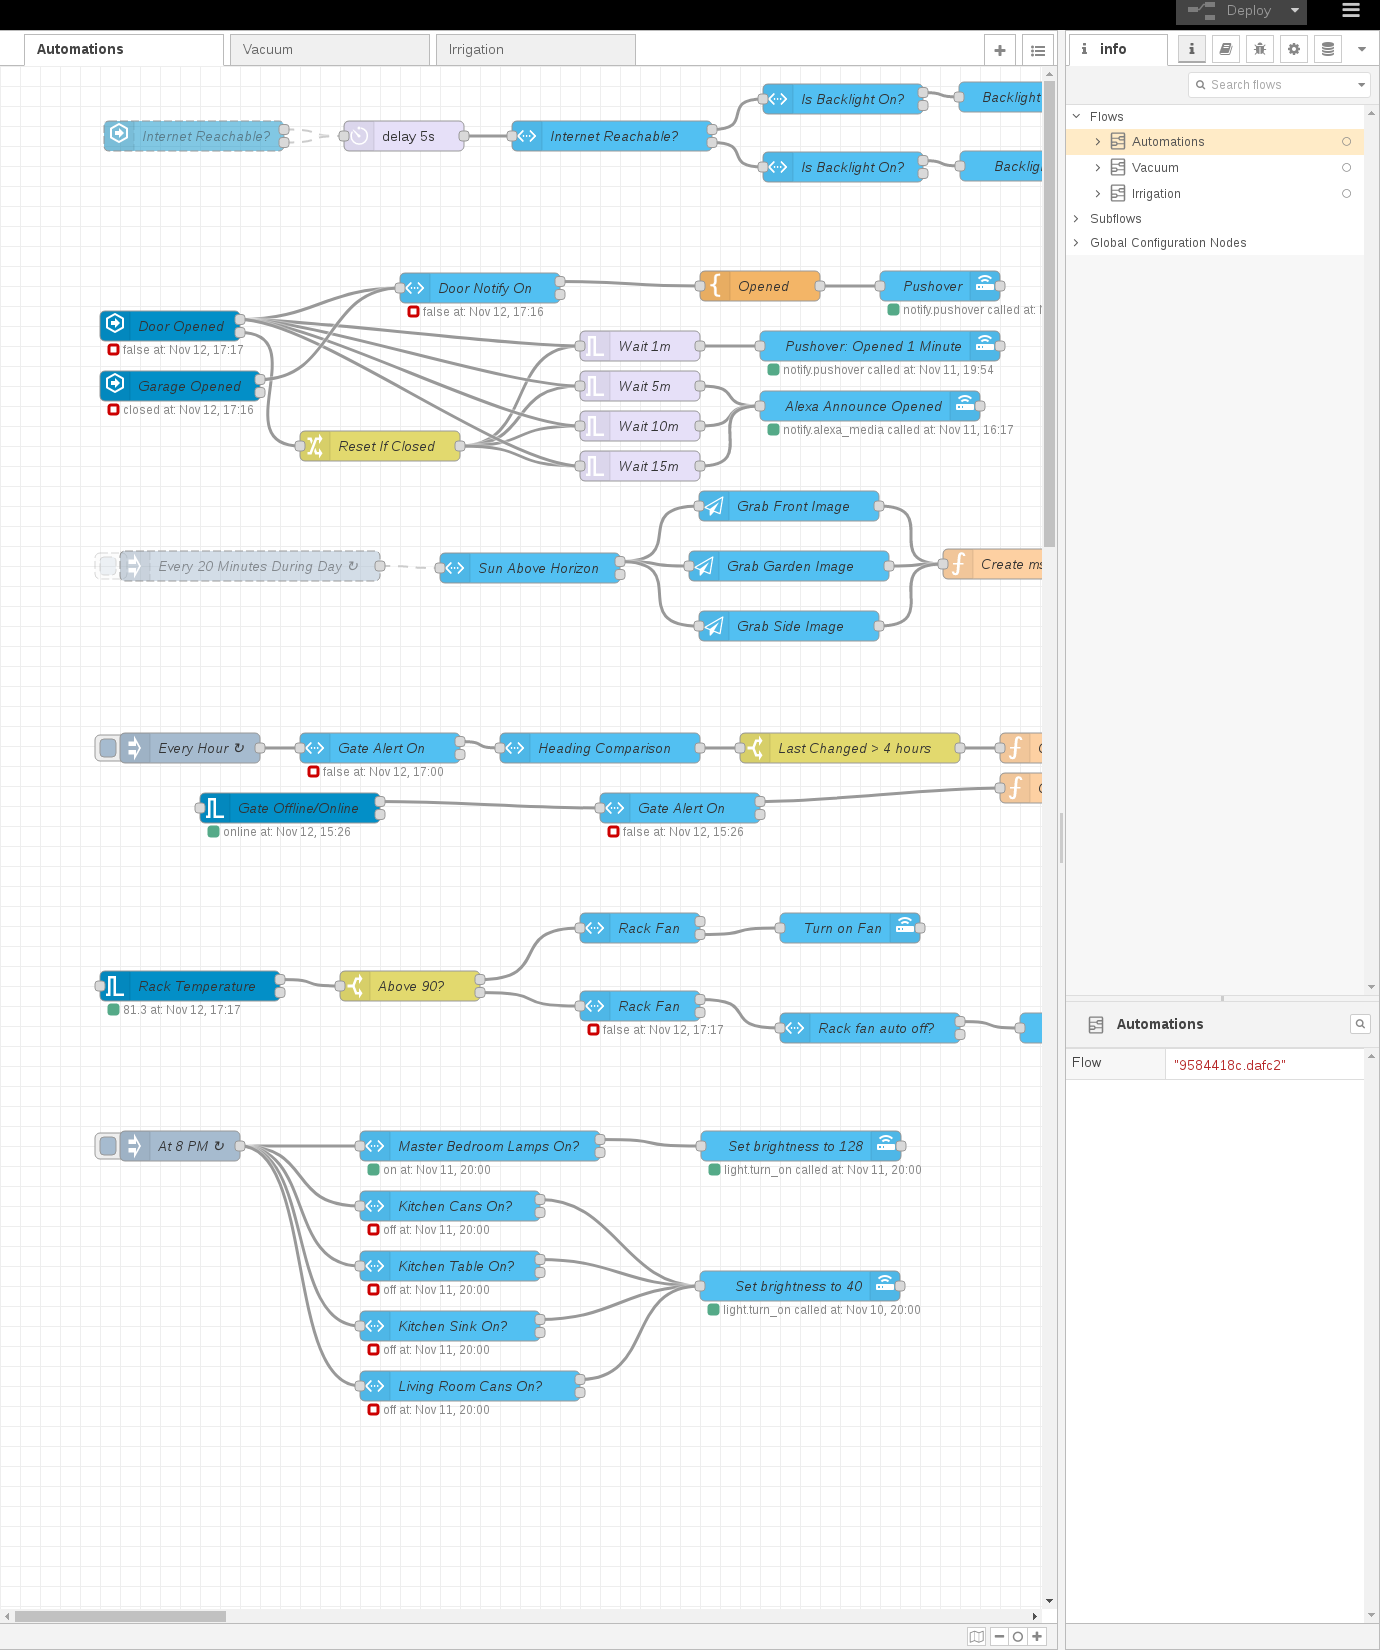 Deploy
Automations
Vacuum
Irrigation
info
Search flows
Flows
Automations
Vacuum
Irrigation
Subflows
Global Configuration Nodes
Is Backlight On?
Backlight
Internet Reachable?
delay 5s
Internet Reachable?
Is Backlight On?
Door Notify On
false at: Nov 12, 17:16
Opened
Pushover
notify.pushover called at:
Door Opened
false at: Nov 12, 17:17
Wait 1m
Pushover: Opened 1 Minute
notify.pushover called at: Nov 11, 19:54
Garage Opened
closed at: Nov 12, 17:16
Wait 5m
Alexa Announce Opened
notify.alexa_media called at: Nov 11, 16:17
Wait 10m
Reset If Closed
Wait 15m
Grab Front Image
Every 20 Minutes During Day ↻
Sun Above Horizon
Grab Garden Image
Create
Grab Side Image
Every Hour ↻
Gate Alert On
false at: Nov 12, 17:00
Heading Comparison
Last Changed > 4 hours
Gate Offline/Online
online at: Nov 12, 15:26
Gate Alert On
false at: Nov 12, 15:26
Rack Fan
Turn on Fan
Rack Temperature
81.3 at: Nov 12, 17:17
Above 90?
Rack Fan
false at: Nov 12, 17:17
Rack fan auto off?
At 8 PM ↻
Master Bedroom Lamps On?
on at: Nov 11, 20:00
Set brightness to 128
light.turn_on called at: Nov 11, 20:00
Kitchen Cans On?
off at: Nov 11, 20:00
Kitchen Table On?
off at: Nov 11, 20:00
Set brightness to 40
light.turn_on called at: Nov 10, 20:00
Kitchen Sink On?
off at: Nov 11, 20:00
Living Room Cans On?
off at: Nov 11, 20:00
Automations
Flow
"9584418c.dafc2"